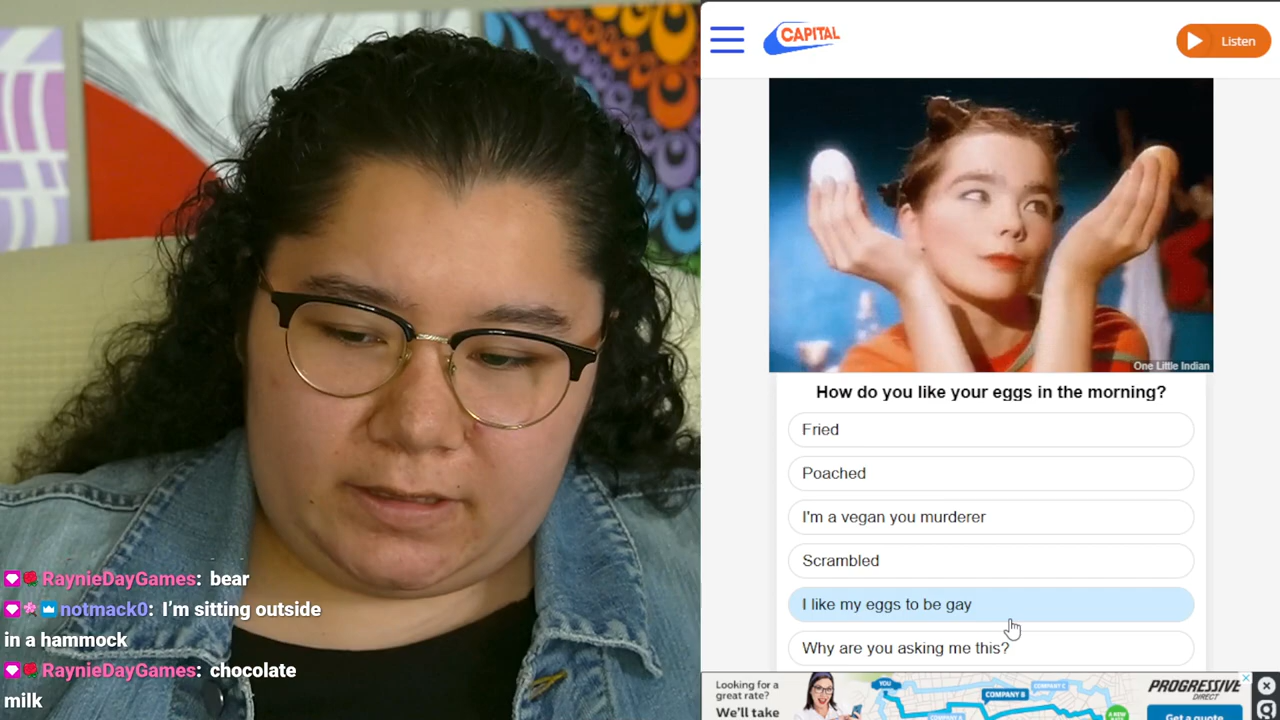 RaynieDayGames: bear
notmack0: I'm sitting outside
in a hammock
RaynieDayGames: chocolate
milk
CAPITAL
Listen
One Little Indian
How do you like your eggs in the morning?
Fried
Poached
I'm a vegan you murderer
Scrambled
I like my eggs to be gay
Why are you asking me this?
Looking for a
great rate?
We'll take
YOU
COMPANY B
COMPANY C
PROGRESSIVE
DIRECT
Get a quote